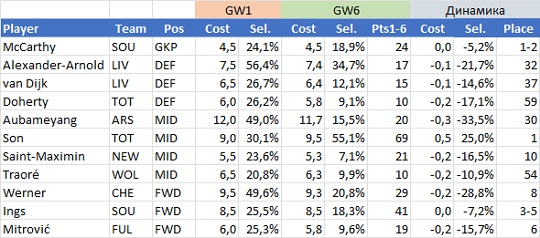 GW1 GW6 Динамика
Player Team Pos Cost Sel. Cost Sel. Pts1-6 Cost Sel. Place
McCarthy SOU GKP 4,5 24,1% 4,5 18,9% 24 0,0 -5,2% 1-2
Alexander-Arnold LIV DEF 7,5 56,4% 7,4 34,7% 17 -0,1 -21,7% 32
van Dijk LIV DEF 6,5 26,7% 6,4 12,1% 15 -0,1 -14,6% 37
Doherty TOT DEF 6,0 26,2% 5,8 9,1% 10 -0,2 -17,1% 59
Aubameyang ARS MID 12,0 49,0% 11,7 15,5% 20 -0,3 -33,5% 30
Son TOT MID 9,0 30,1% 9,5 55,1% 69 0,5 25,0% 1
Saint-Maximin NEW MID 5,5 23,6% 5,3 7,1% 21 -0,2 -16,5% 10
Traoré WOL MID 6,5 20,8% 6,3 9,9% 10 -0,2 -10,9% 54
Werner CHE FWD 9,5 49,6% 9,3 20,8% 29 -0,2 -28,8% 8
Ings SOU FWD 8,5 25,5% 8,5 18,3% 41 0,0 -7,2% 3-5
Mitrović FUL FWD 6,0 25,3% 5,8 9,6% 19 -0,2 -15,7% 6